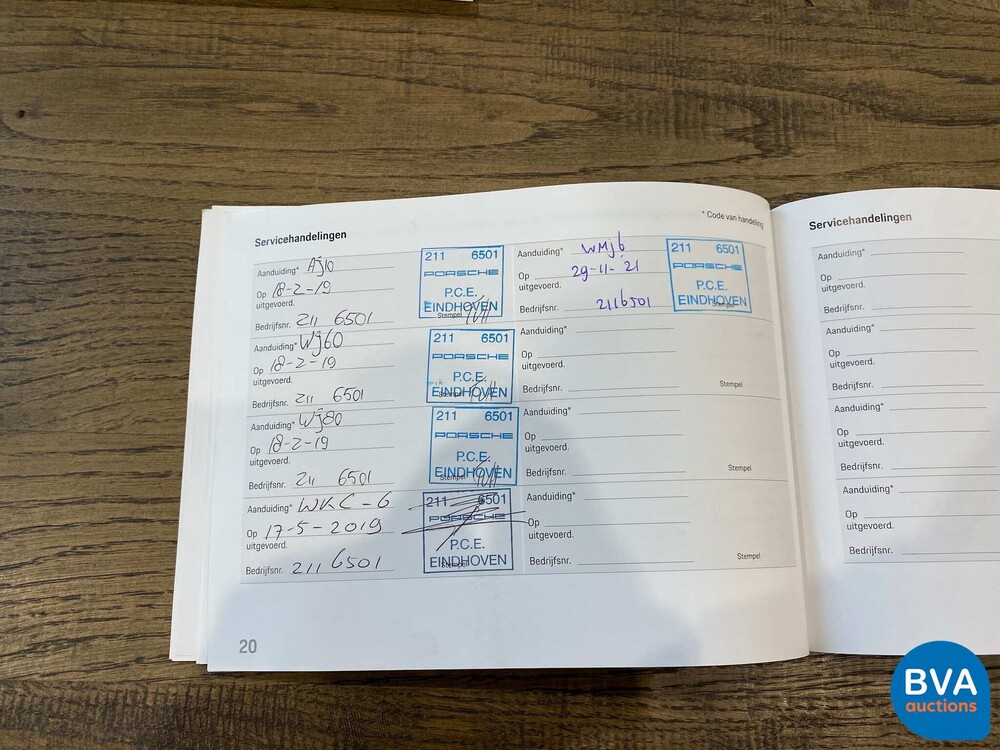 Servicehandelingen
* Code van handeling
Aanduiding* Aj10
Op 18-2-19
uitgevoerd.
Bedrijfsnr. 211 6501
211 6501
PORSCHE
P.C.E.
EINDHOVEN
Stempel
Aanduiding* Wj60
Op 18-2-19
uitgevoerd.
Bedrijfsnr. 211 6501
211 6501
PORSCHE
P.C.E.
EINDHOVEN
Aanduiding* Wj80
Op 18-2-19
uitgevoerd.
Bedrijfsnr. 211 6501
211 6501
PORSCHE
P.C.E.
EINDHOVEN
Stempel
Aanduiding* WKC-6
Op 17-5-2019
uitgevoerd.
Bedrijfsnr. 211 6501
211 6501
PORSCHE
P.C.E.
EINDHOVEN
Stempel
Aanduiding* WMj6
Op 29-11-'21
uitgevoerd.
Bedrijfsnr. 2116501
211 6501
PORSCHE
P.C.E.
EINDHOVEN
Stempel
Aanduiding*
Op
uitgevoerd.
Bedrijfsnr.
Stempel
Aanduiding*
Op
uitgevoerd.
Bedrijfsnr.
Stempel
Aanduiding*
Op
uitgevoerd.
Bedrijfsnr.
Stempel
20
Servicehandelingen
Aanduiding*
Op
uitgevoerd.
Bedrijfsnr.
Aanduiding*
Op
uitgevoerd.
Bedrijfsnr.
Aanduiding*
Op
uitgevoerd.
Bedrijfsnr.
Aanduiding*
Op
uitgevoerd.
Bedrijfsnr.
BVA
auctions